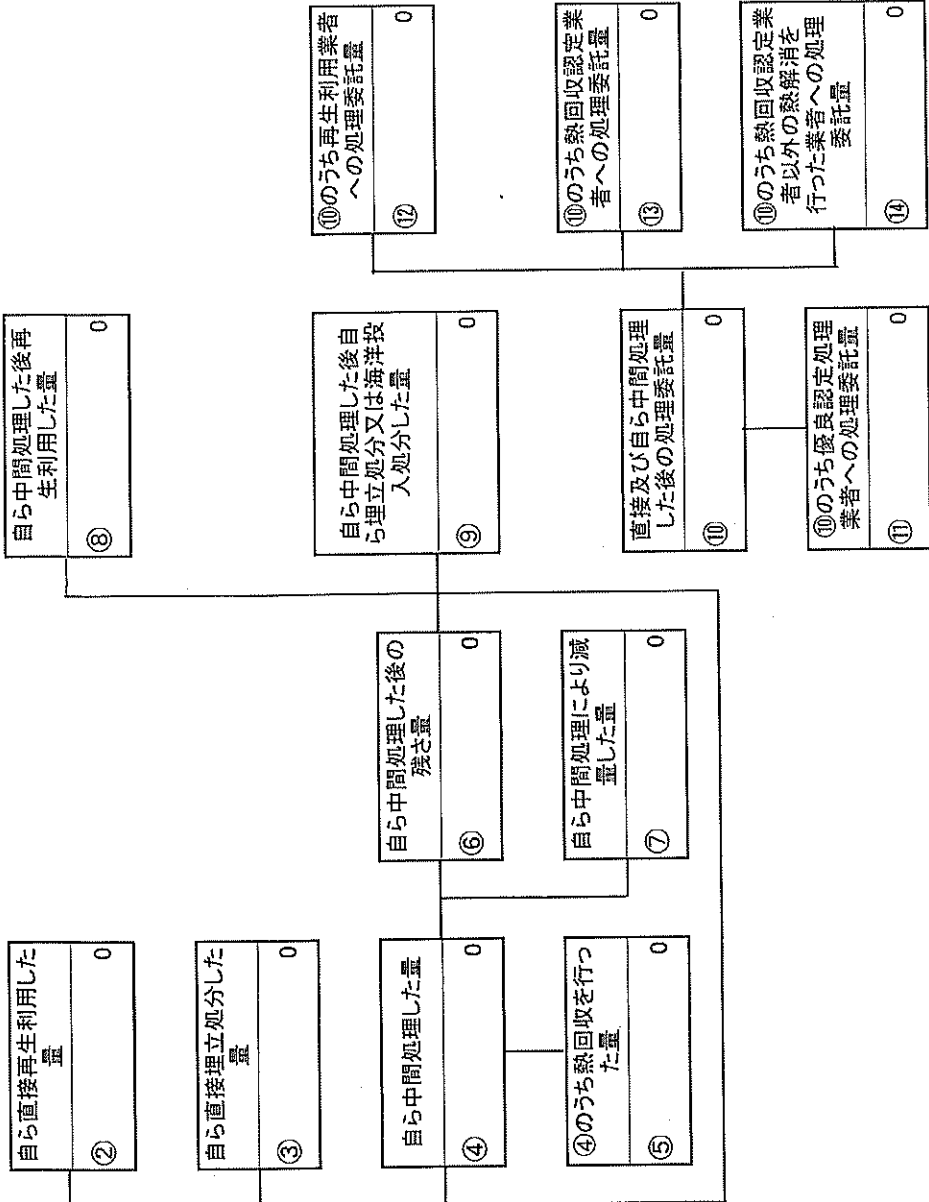 自ら直接再生利用した
量
② 0
自ら直接埋立処分した
量
③ 0
自ら中間処理した量
④ 0
④のうち熱回収を行っ
た量
⑤ 0
自ら中間処理した後の
残さ量
⑥ 0
自ら中間処理により減
量した量
⑦ 0
自ら中間処理した後再
生利用した量
⑧ 0
自ら中間処理した後自
ら埋立処分又は海洋投
入処分した量
⑨ 0
直接及び自ら中間処理
した後の処理委託量
⑩ 0
⑩のうち優良認定処理
業者への処理委託量
⑪ 0
⑩のうち再生利用業者
への処理委託量
⑫ 0
⑩のうち熱回収認定業
者への処理委託量
⑬ 0
⑩のうち熱回収認定業
者以外の熱解消を
行った業者への処理
委託量
⑭ 0